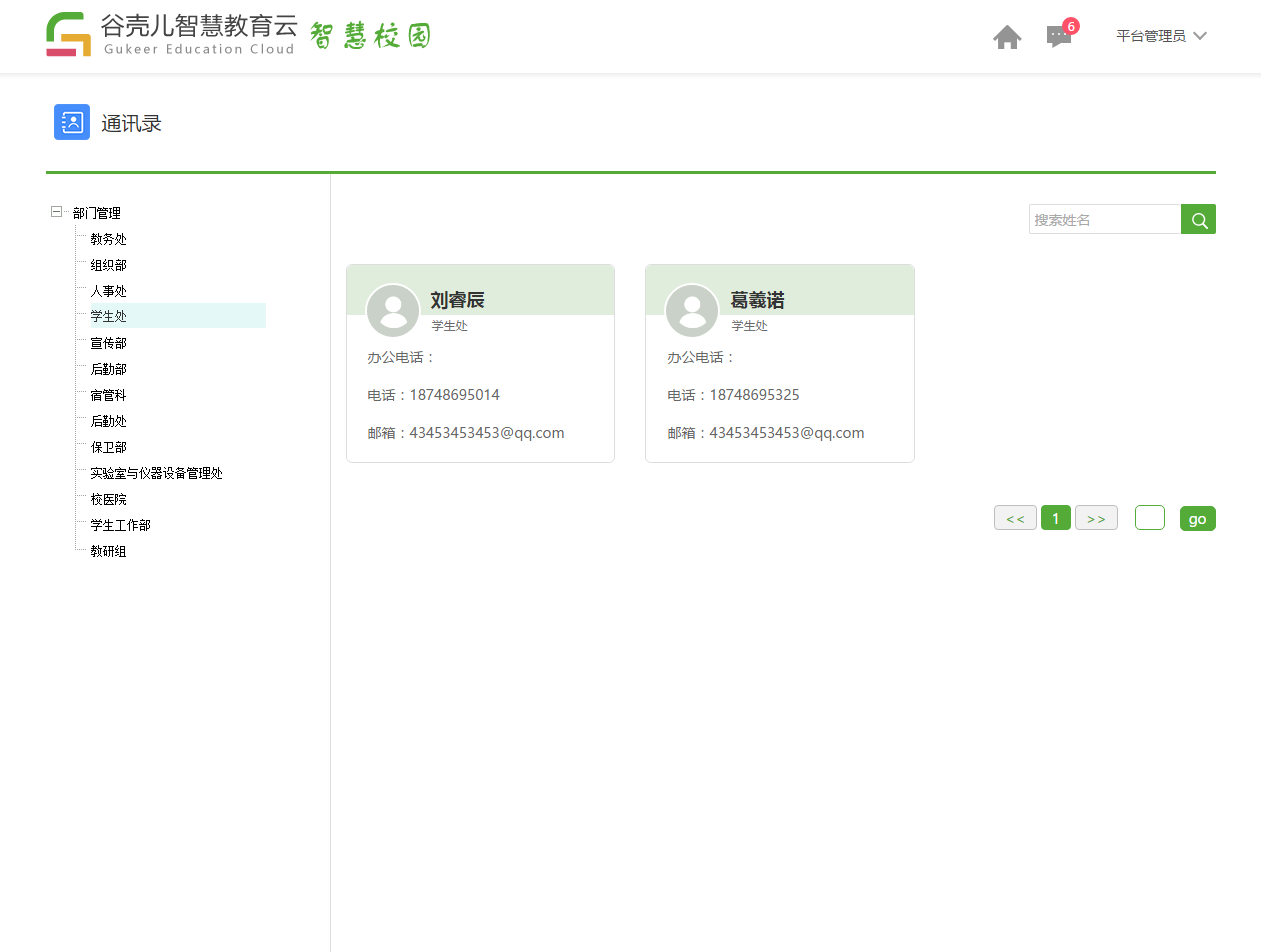 谷壳儿智慧教育云
Gukeer Education Cloud
智慧校园
6
平台管理员
通讯录
部门管理
教务处
组织部
人事处
学生处
宣传部
后勤部
宿管科
后勤处
保卫部
实验室与仪器设备管理处
校医院
学生工作部
教研组
搜索姓名
刘睿辰
学生处
办公电话：
电话：18748695014
邮箱：43453453453@qq.com
葛羲诺
学生处
办公电话：
电话：18748695325
邮箱：43453453453@qq.com
<< 1 >> go